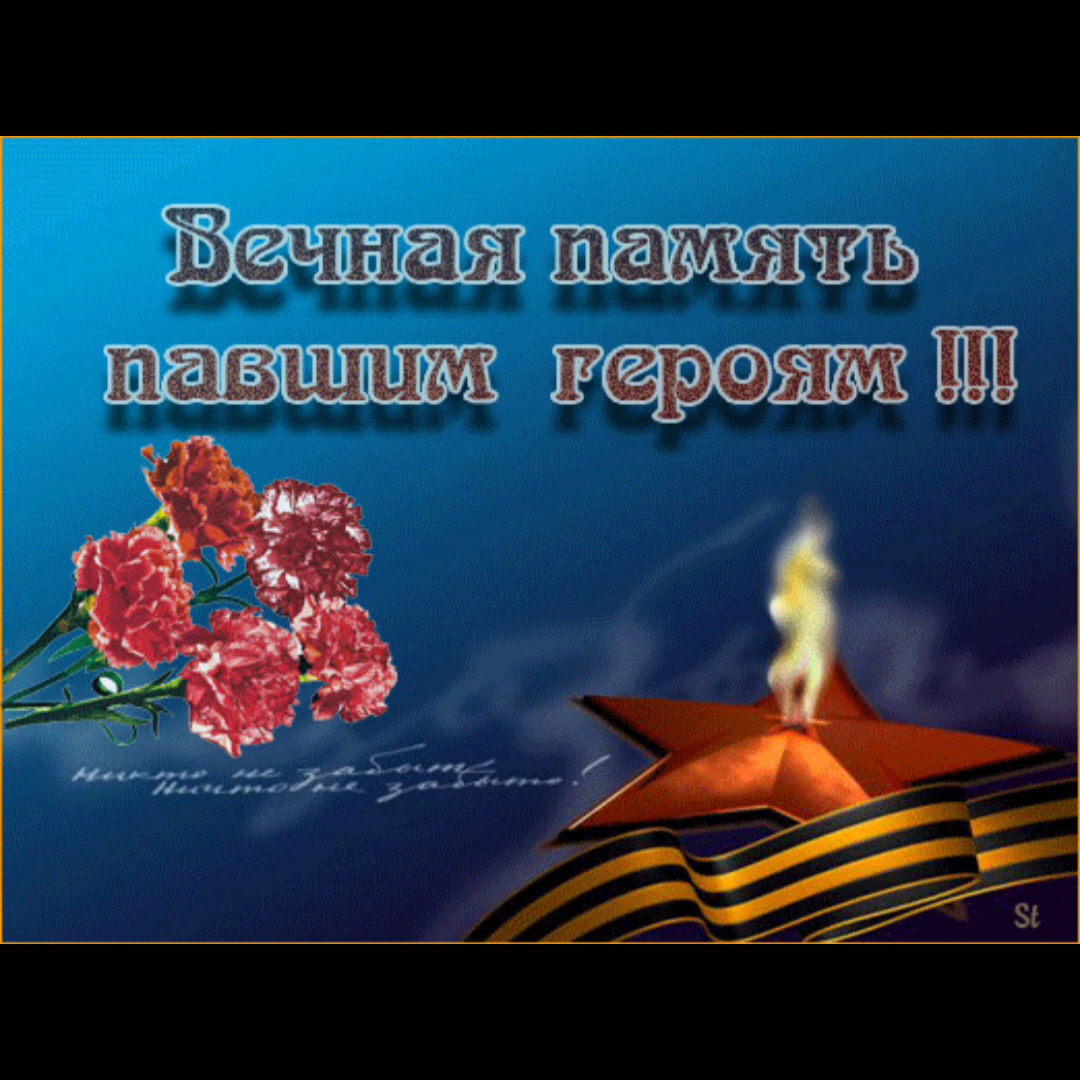 Вечная память
павшим героям !!!
никто не забыт
ничто не забыто!
St